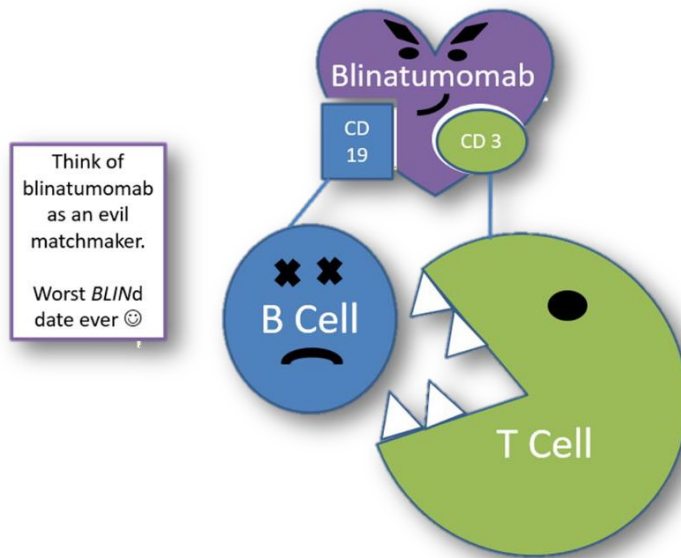 Blinatumomab
CD
19
CD 3
Think of
blinatumomab
as an evil
matchmaker.
Worst BLINd
date ever ☺
B Cell
T Cell